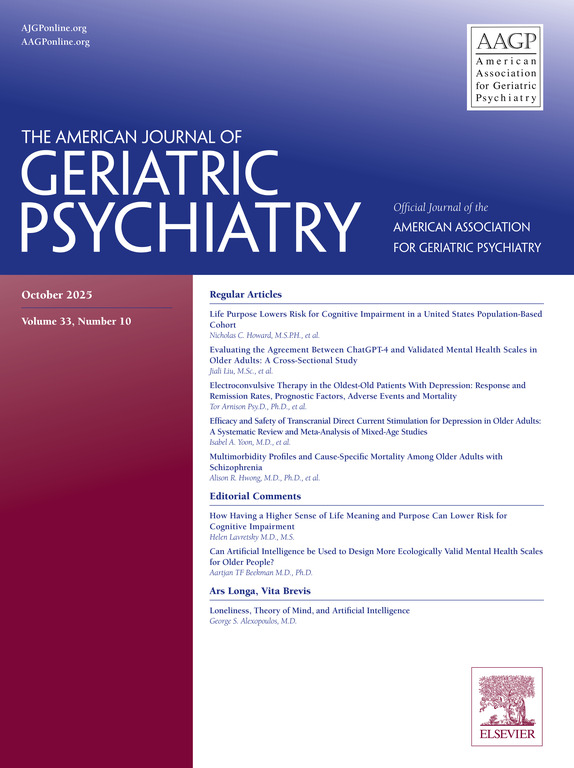 AJGPonline.org
AAGPonline.org
AAGP
American
Association
for Geriatric
Psychiatry
THE AMERICAN JOURNAL OF
GERIATRIC
PSYCHIATRY
Official Journal of the
AMERICAN ASSOCIATION
FOR GERIATRIC PSYCHIATRY
October 2025
Volume 33, Number 10
Regular Articles
Life Purpose Lowers Risk for Cognitive Impairment in a United States Population-Based
Cohort
Nicholas C. Howard, M.S.P.H., et al.
Evaluating the Agreement Between ChatGPT-4 and Validated Mental Health Scales in
Older Adults: A Cross-Sectional Study
Jiali Liu, M.Sc., et al.
Electroconvulsive Therapy in the Oldest-Old Patients With Depression: Response and
Remission Rates, Prognostic Factors, Adverse Events and Mortality
Tor Arnison Psy.D., Ph.D., et al.
Efficacy and Safety of Transcranial Direct Current Stimulation for Depression in Older Adults:
A Systematic Review and Meta-Analysis of Mixed-Age Studies
Isabel A. Yoon, M.D., et al.
Multimorbidity Profiles and Cause-Specific Mortality Among Older Adults with
Schizophrenia
Alison R. Hwong, M.D., Ph.D., et al.
Editorial Comments
How Having a Higher Sense of Life Meaning and Purpose Can Lower Risk for
Cognitive Impairment
Helen Lavretsky M.D., M.S.
Can Artificial Intelligence be Used to Design More Ecologically Valid Mental Health Scales
for Older People?
Aartjan TF Beekman M.D., Ph.D.
Ars Longa, Vita Brevis
Loneliness, Theory of Mind, and Artificial Intelligence
George S. Alexopoulos, M.D.
ELSEVIER